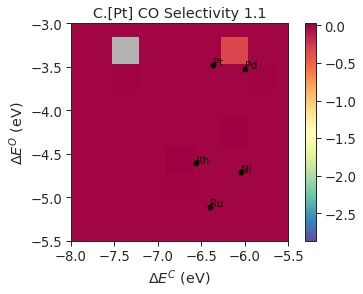 C.[Pt] CO Selectivity 1.1
−3.0
−3.5
−4.0
−4.5
−5.0
−5.5
ΔE^O (eV)
Pt
Pd
Rh
Ni
Ru
−8.0 −7.5 −7.0 −6.5 −6.0 −5.5
ΔE^C (eV)
0.0
−0.5
−1.0
−1.5
−2.0
−2.5